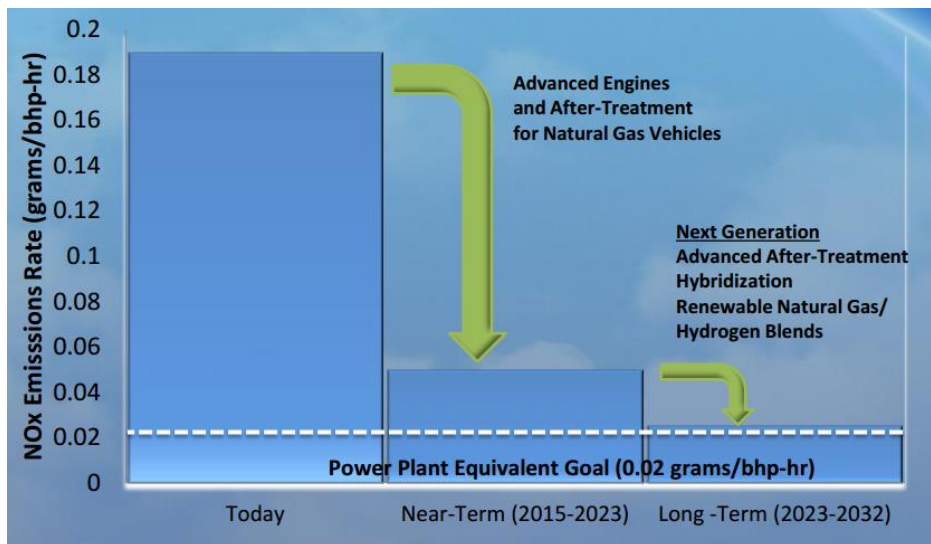 NOx Emisssions Rate (grams/bhp-hr)
0.2
0.18
0.16
0.14
0.12
0.1
0.08
0.06
0.04
0.02
0
Advanced Engines
and After-Treatment
for Natural Gas Vehicles
Next Generation
Advanced After-Treatment
Hybridization
Renewable Natural Gas/
Hydrogen Blends
Power Plant Equivalent Goal (0.02 grams/bhp-hr)
Today
Near-Term (2015-2023)
Long -Term (2023-2032)